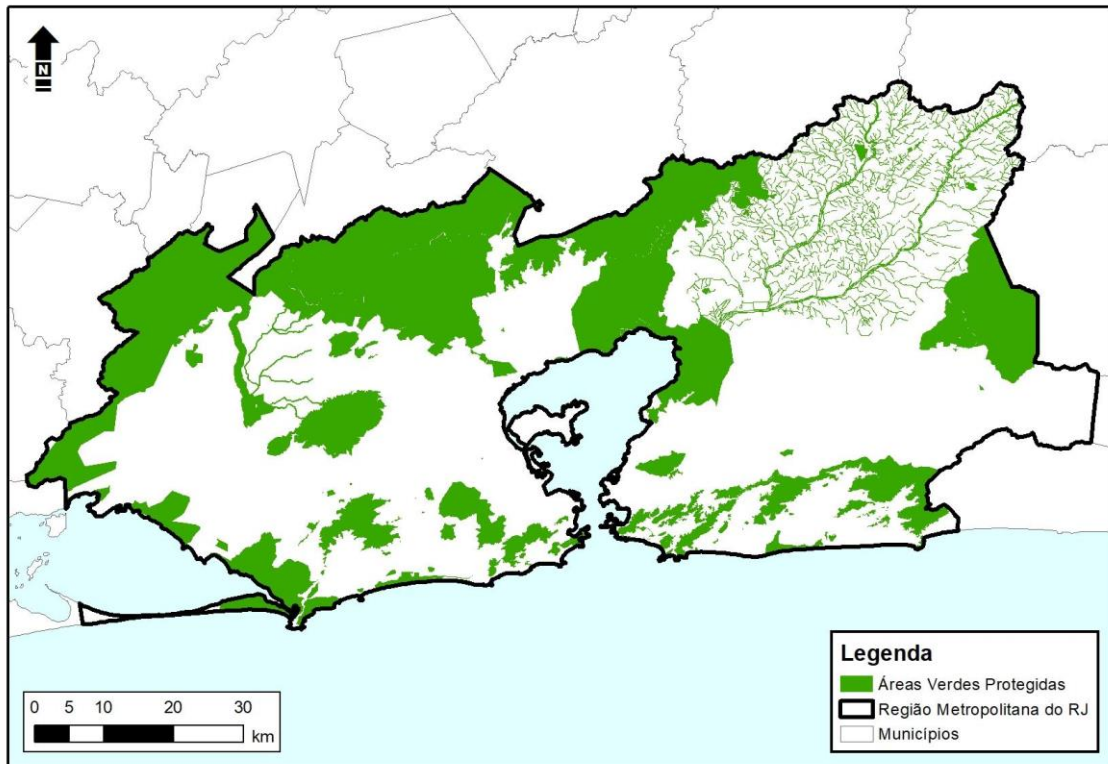 N
Legenda
Áreas Verdes Protegidas
Região Metropolitana do RJ
Municípios
0 5 10 20 30
km